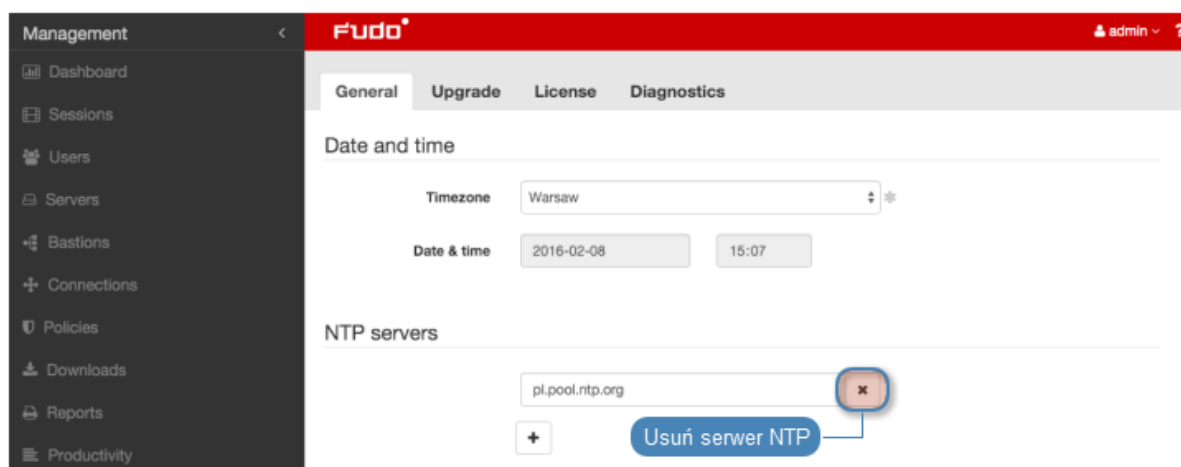 Management
Fudo
admin
?
Dashboard
General Upgrade License Diagnostics
Sessions
Date and time
Users
Timezone Warsaw
Servers
Bastions
Date & time 2016-02-08 15:07
Connections
Policies
NTP servers
Downloads
pl.pool.ntp.org
Reports
Usuń serwer NTP
Productivity